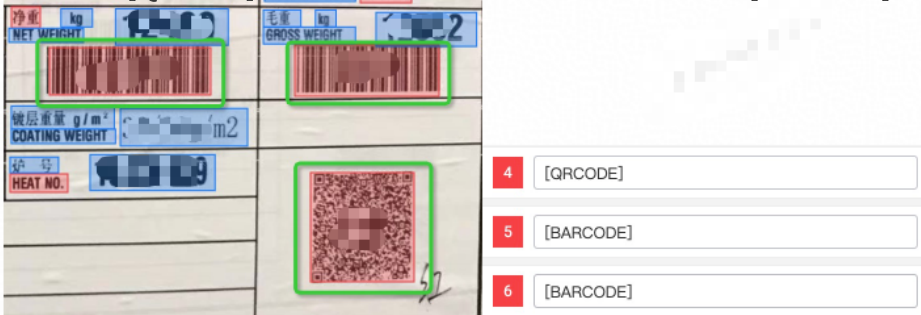 净重 kg
NET WEIGHT
毛重 kg
GROSS WEIGHT
镀层重量 g/m²
COATING WEIGHT
m2
炉号
HEAT NO.
52
4 [QRCODE]
5 [BARCODE]
6 [BARCODE]